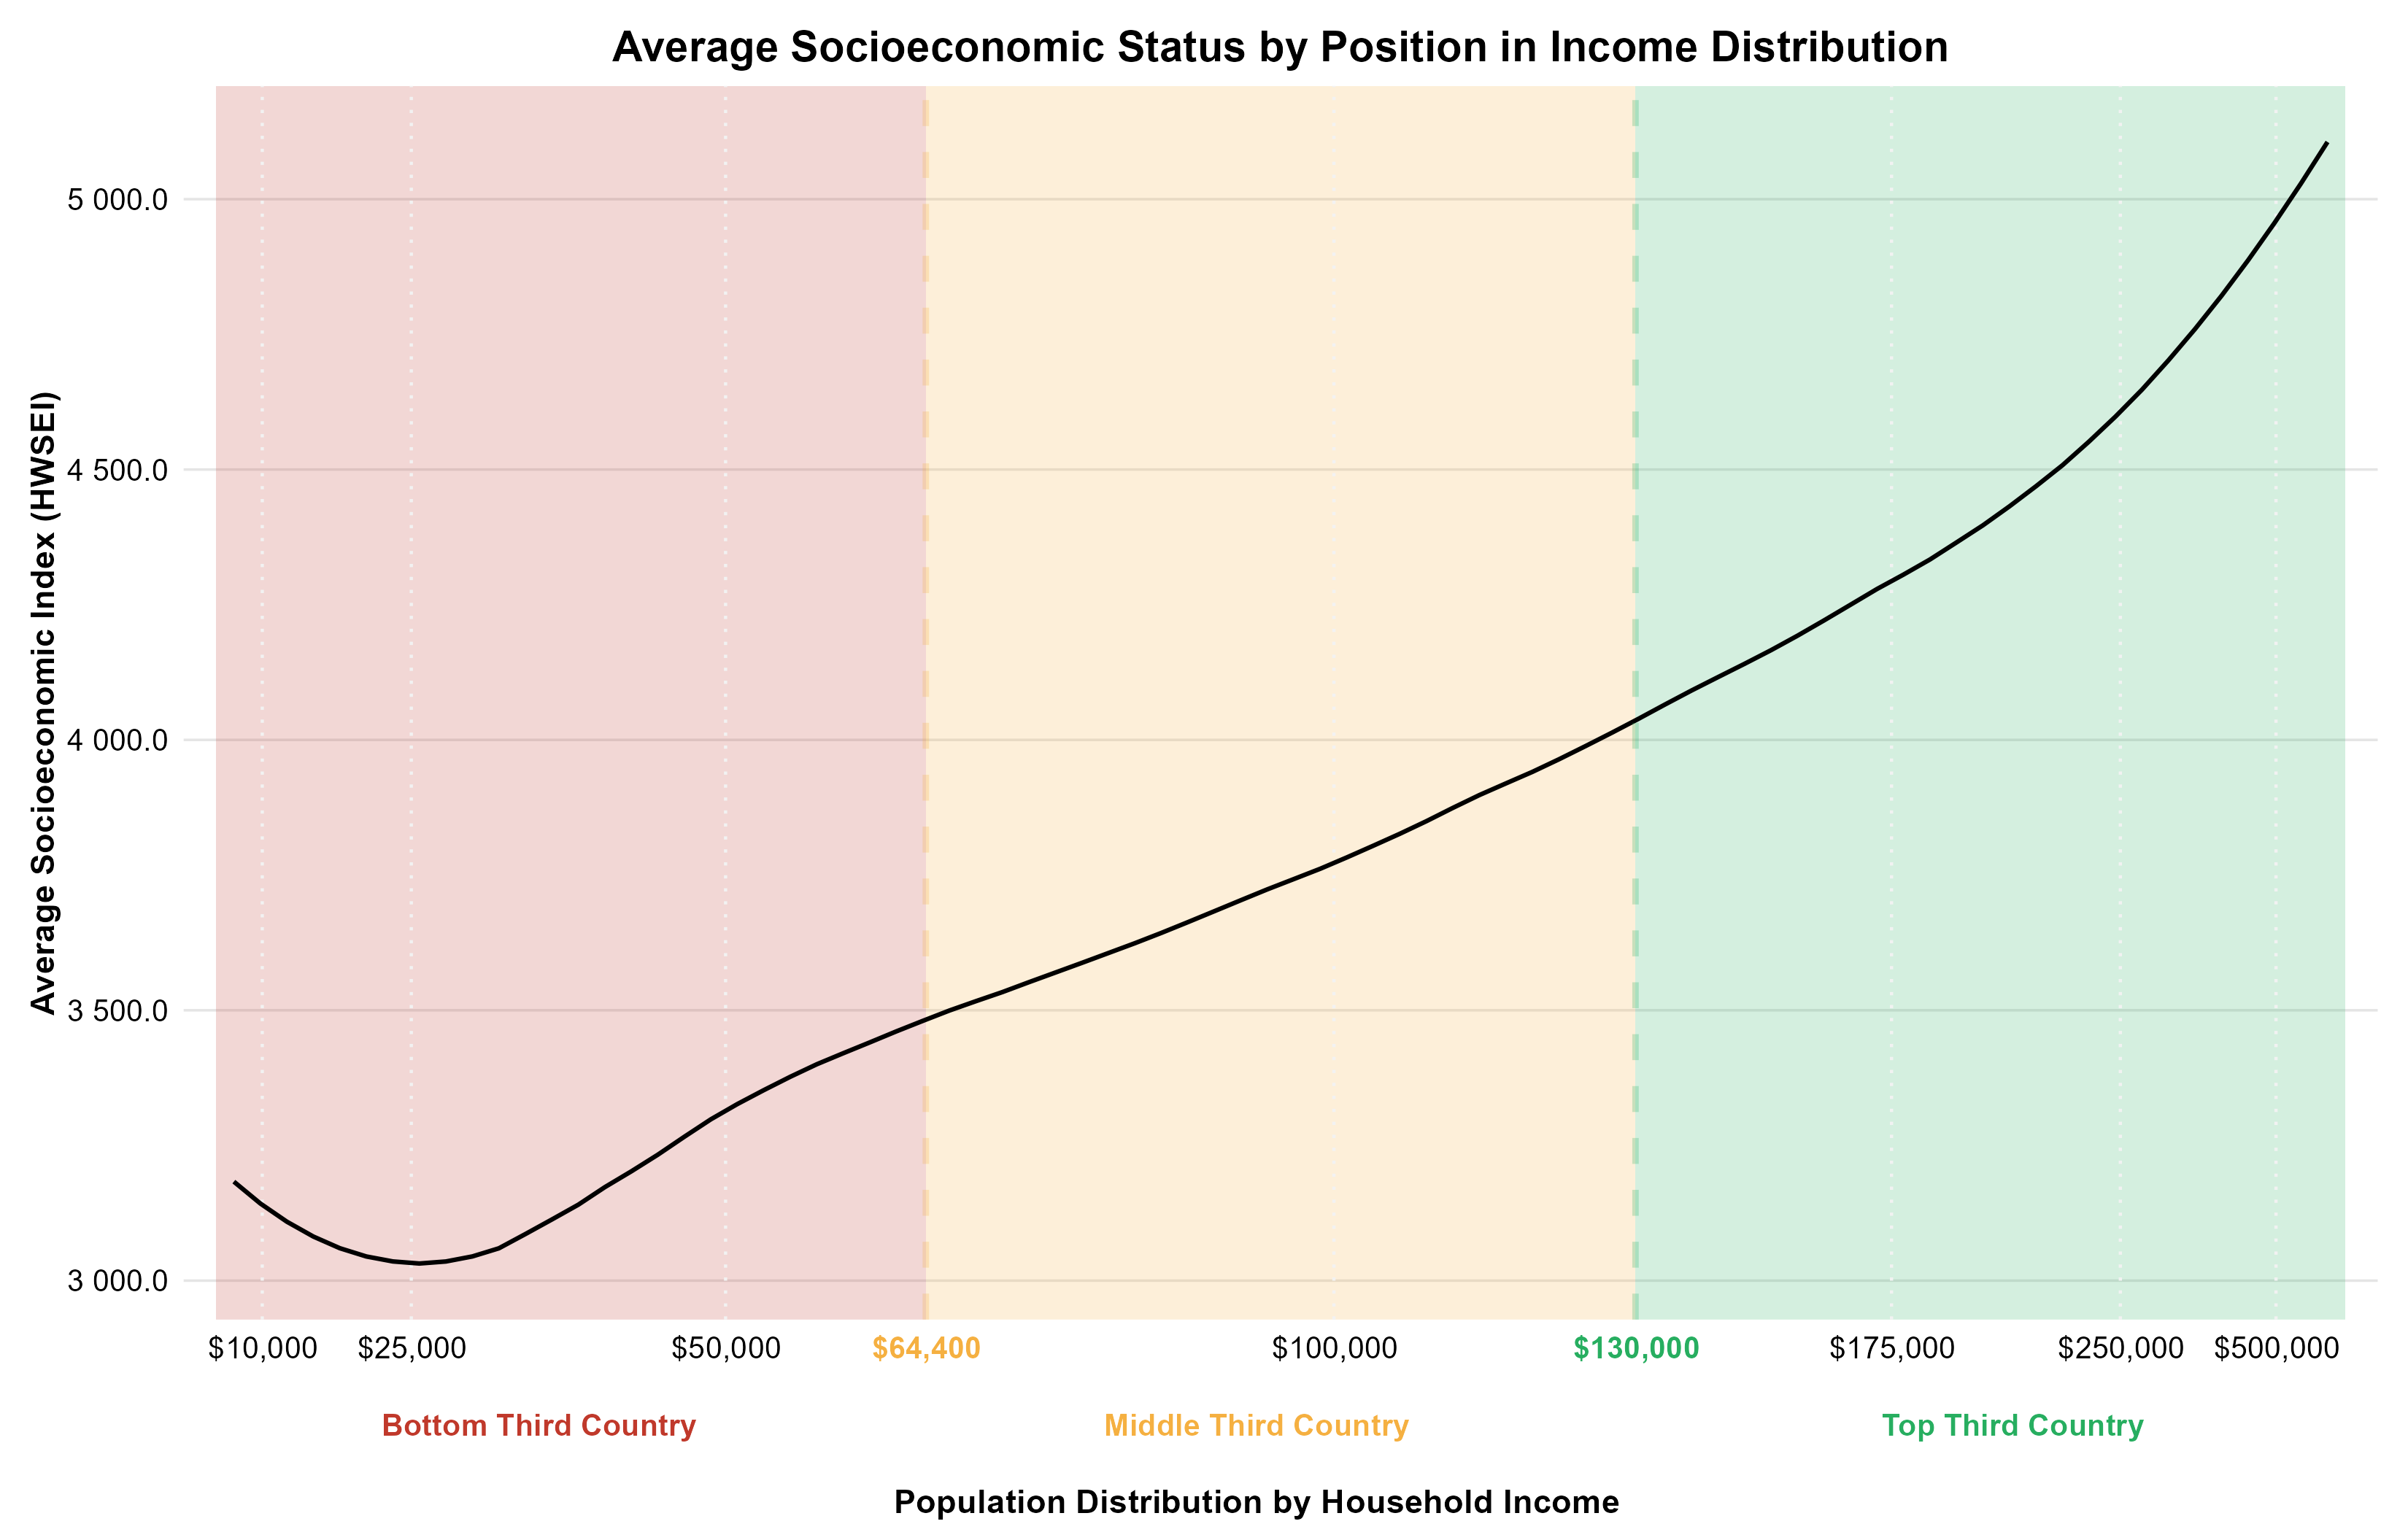 Average Socioeconomic Status by Position in Income Distribution
Average Socioeconomic Index (HWSEI)
5 000.0
4 500.0
4 000.0
3 500.0
3 000.0
$10,000 $25,000 $50,000 $64,400 $100,000 $130,000 $175,000 $250,000 $500,000
Bottom Third Country Middle Third Country Top Third Country
Population Distribution by Household Income